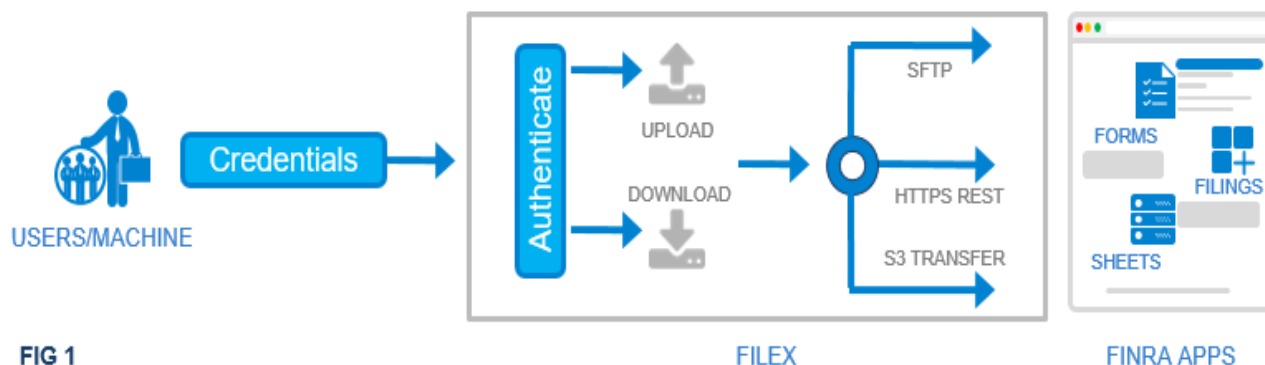 USERS/MACHINE
Credentials
Authenticate
UPLOAD
DOWNLOAD
SFTP
HTTPS REST
S3 TRANSFER
FORMS
FILINGS
SHEETS
FIG 1
FILEX
FINRA APPS